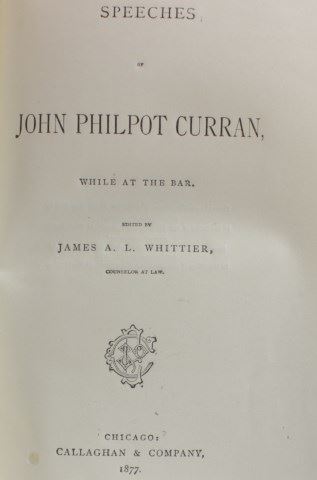 SPEECHES
OF
JOHN PHILPOT CURRAN,
WHILE AT THE BAR.
EDITED BY
JAMES A. L. WHITTIER,
COUNSELOR AT LAW.
CHICAGO:
CALLAGHAN & COMPANY,
1877.